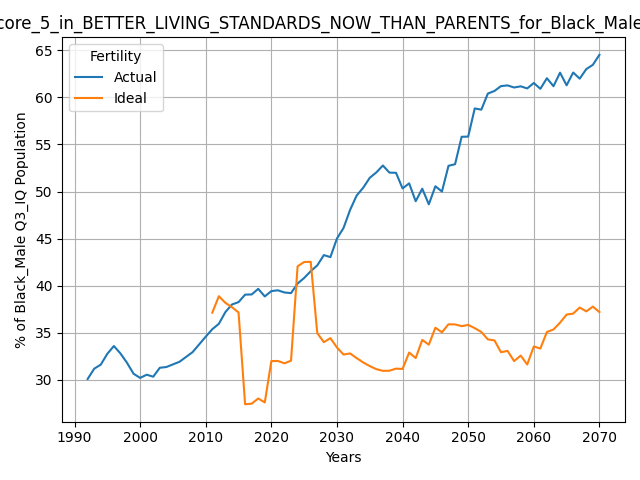 core_5_in_BETTER_LIVING_STANDARDS_NOW_THAN_PARENTS_for_Black_Male
Fertility
Actual
Ideal
% of Black_Male Q3_IQ Population
65
60
55
50
45
40
35
30
1990 2000 2010 2020 2030 2040 2050 2060 2070
Years